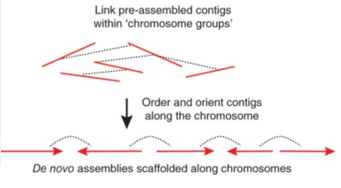 Link pre-assembled contigs
within ‘chromosome groups’
Order and orient contigs
along the chromosome
De novo assemblies scaffolded along chromosomes